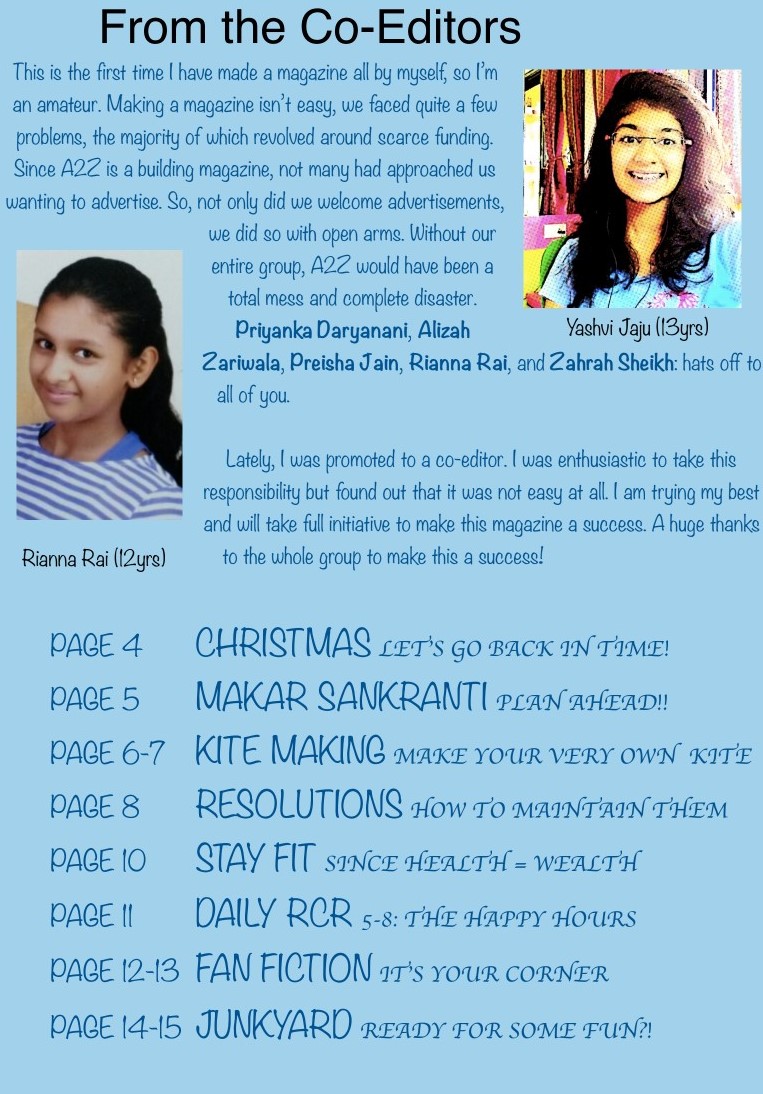 From the Co-Editors
This is the first time I have made a magazine all by myself, so I'm
an amateur. Making a magazine isn't easy, we faced quite a few
problems, the majority of which revolved around scarce funding.
Since A2Z is a building magazine, not many had approached us
wanting to advertise. So, not only did we welcome advertisements,
we did so with open arms. Without our
entire group, A2Z would have been a
total mess and complete disaster.
Priyanka Daryanani, Alizah
Zariwala, Preisha Jain, Rianna Rai, and Zahrah Sheikh: hats off to
all of you.
Yashvi Jaju (13yrs)
Lately, I was promoted to a co-editor. I was enthusiastic to take this
responsibility but found out that it was not easy at all. I am trying my best
and will take full initiative to make this magazine a success. A huge thanks
to the whole group to make this a success!
Rianna Rai (12yrs)
PAGE 4 CHRISTMAS LET'S GO BACK IN TIME!
PAGE 5 MAKAR SANKRANTI PLAN AHEAD!!
PAGE 6-7 KITE MAKING MAKE YOUR VERY OWN KITE
PAGE 8 RESOLUTIONS HOW TO MAINTAIN THEM
PAGE 10 STAY FIT SINCE HEALTH = WEALTH
PAGE 11 DAILY RCR 5-8: THE HAPPY HOURS
PAGE 12-13 FAN FICTION IT'S YOUR CORNER
PAGE 14-15 JUNKYARD READY FOR SOME FUN?!